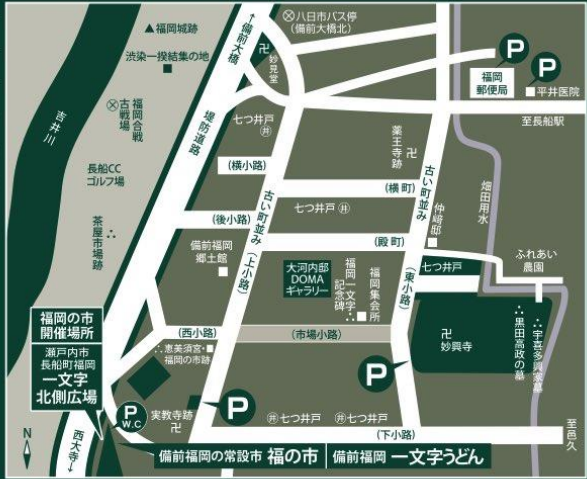 ▲福岡城跡
渋染一揆結集の地
吉井川
福岡合戦
古戦場
長船CC
ゴルフ場
茶屋市場跡
↑備前大橋
堤防道路
八日市バス停
(備前大橋北)
卍妙見堂
P
P
福岡
郵便局
平井医院
至長船駅
七つ井戸
井
薬王寺跡卍
古い町並み
(横小路)
(横町)
畑田用水
古い町並み
(上小路)
七つ井戸 井
仲﨑邸
(後小路)
(殿町)
備前福岡
郷土館
大河内邸
DOMA
ギャラリー
福岡一文字
記念碑
福岡集会所
(東小路)
七つ井戸
ふれあい
農園
福岡の市
開催場所
瀬戸内市
長船町福岡
一文字
北側広場
(西小路)
(市場小路)
恵美須宮・
福岡の市跡
卍
妙興寺
黒田高政の墓
宇喜多興家墓
P
P
W.C
実教寺跡
卍
P
井七つ井戸
井七つ井戸
(下小路)
N
西大寺→
至邑久
備前福岡の常設市 福の市
備前福岡 一文字うどん